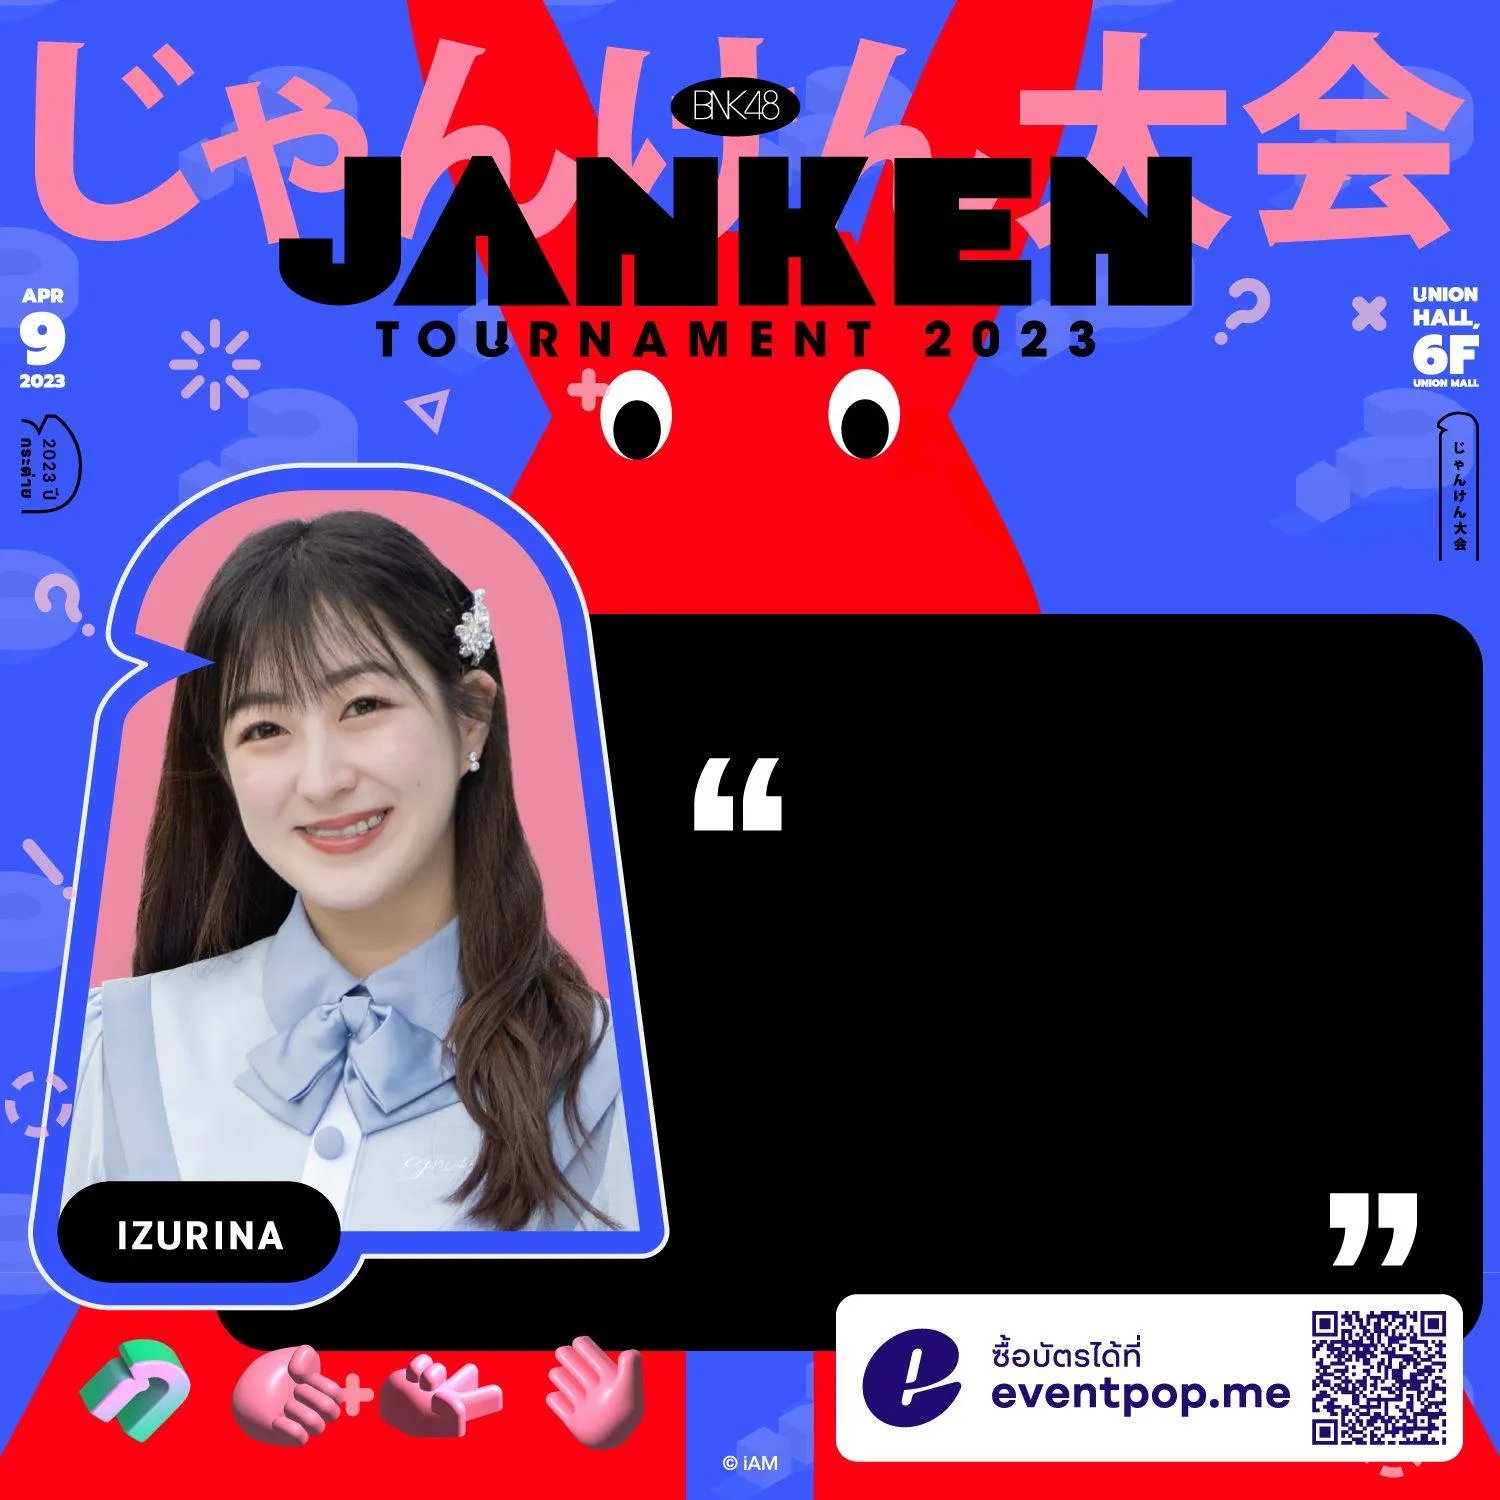 じゃんけん大会
BNK48
JANKEN
TOURNAMENT 2023
APR
9
2023
2023 ปี
กระต่าย
UNION
HALL,
6F
UNION MALL
じゃんけん大会
“
”
IZURINA
ซื้อบัตรได้ที่
eventpop.me
© iAM